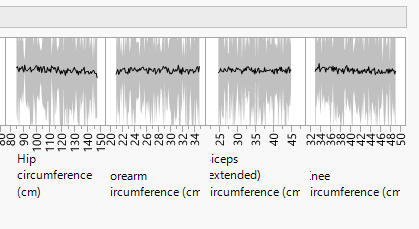 80 90 100 110 120 130 140 150 20 22 24 26 28 30 32 34 25 30 35 40 45 32 34 36 38 40 42 44 46 48 50
Hip
circumference
(cm)
orearm
ircumference (cm
iceps
extended)
ircumference (cm
nee
ircumference (cm